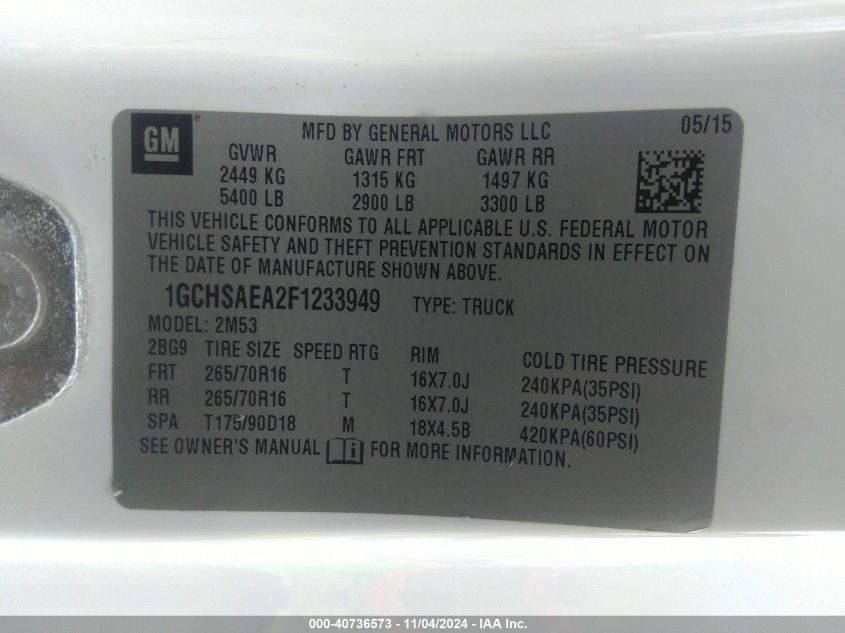 GM
MFD BY GENERAL MOTORS LLC 05/15
GVWR GAWR FRT GAWR RR
2449 KG 1315 KG 1497 KG
5400 LB 2900 LB 3300 LB
THIS VEHICLE CONFORMS TO ALL APPLICABLE U.S. FEDERAL MOTOR
VEHICLE SAFETY AND THEFT PREVENTION STANDARDS IN EFFECT ON
THE DATE OF MANUFACTURE SHOWN ABOVE.
1GCHSAEA2F1233949 TYPE: TRUCK
MODEL: 2M53
2BG9 TIRE SIZE SPEED RTG RIM COLD TIRE PRESSURE
FRT 265/70R16 T 16X7.0J 240KPA(35PSI)
RR 265/70R16 T 16X7.0J 240KPA(35PSI)
SPA T175/90D18 M 18X4.5B 420KPA(60PSI)
SEE OWNER'S MANUAL FOR MORE INFORMATION.
000-40736573 - 11/04/2024 - IAA Inc.